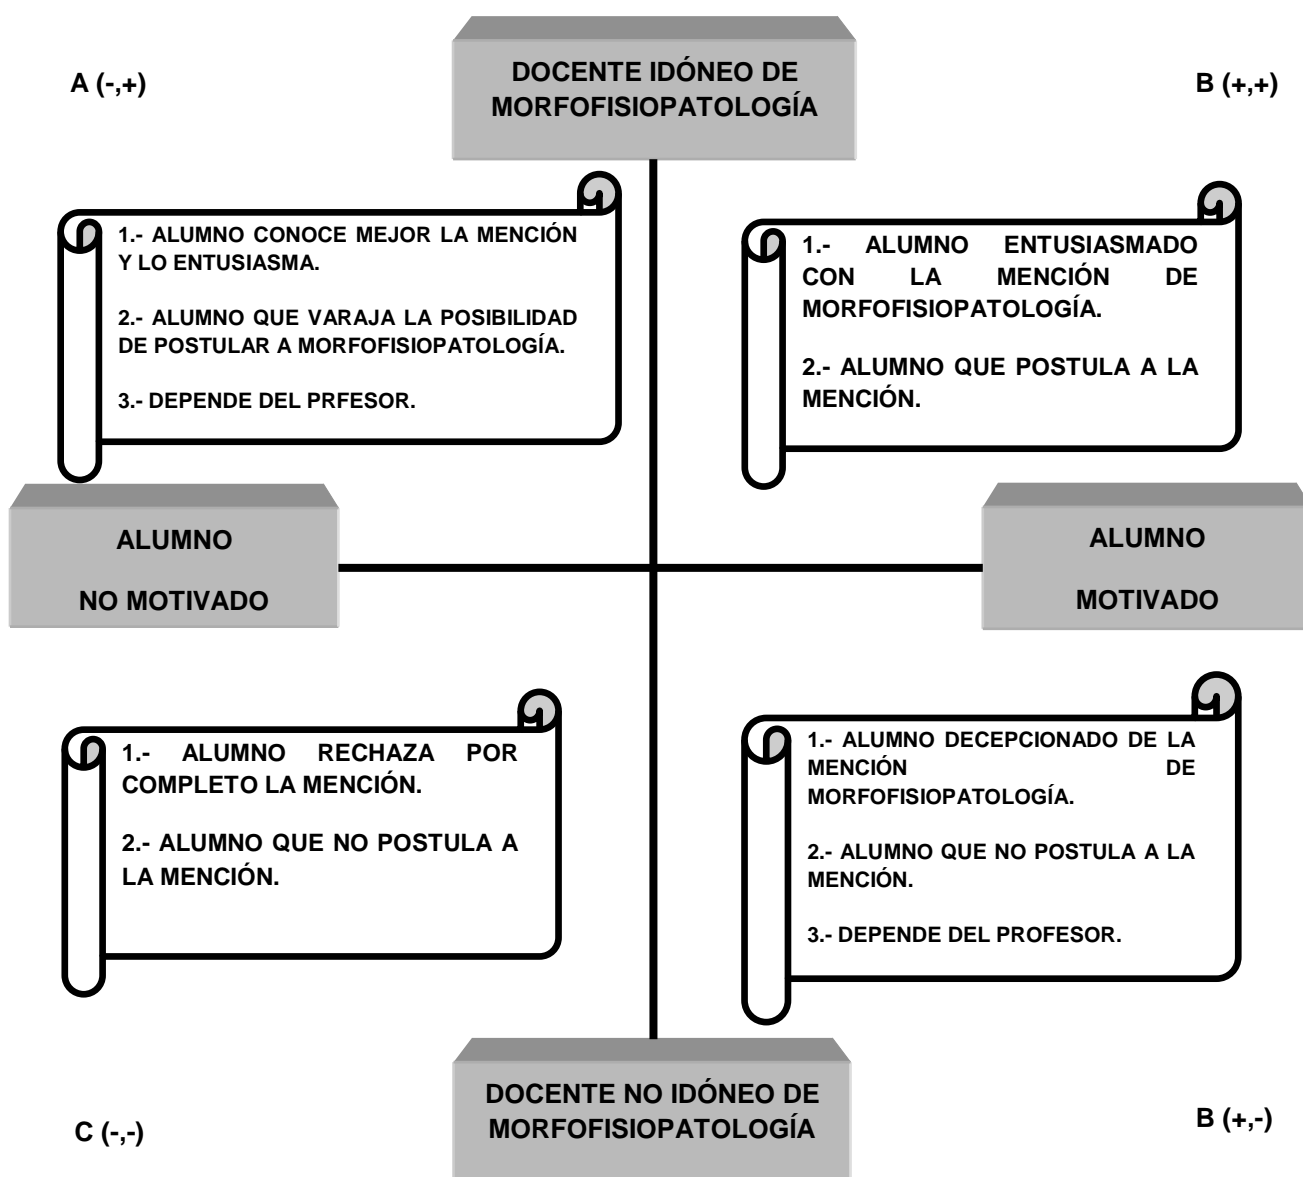 A (-,+)
DOCENTE IDÓNEO DE
MORFOFISIOPATOLOGÍA
B (+,+)
1.- ALUMNO CONOCE MEJOR LA MENCIÓN
Y LO ENTUSIASMA.
2.- ALUMNO QUE VARAJA LA POSIBILIDAD
DE POSTULAR A MORFOFISIOPATOLOGÍA.
3.- DEPENDE DEL PRFESOR.
1.- ALUMNO ENTUSIASMADO
CON LA MENCIÓN DE
MORFOFISIOPATOLOGÍA.
2.- ALUMNO QUE POSTULA A LA
MENCIÓN.
ALUMNO
NO MOTIVADO
ALUMNO
MOTIVADO
1.- ALUMNO RECHAZA POR
COMPLETO LA MENCIÓN.
2.- ALUMNO QUE NO POSTULA A
LA MENCIÓN.
1.- ALUMNO DECEPCIONADO DE LA
MENCIÓN DE
MORFOFISIOPATOLOGÍA.
2.- ALUMNO QUE NO POSTULA A LA
MENCIÓN.
3.- DEPENDE DEL PROFESOR.
C (-,-)
DOCENTE NO IDÓNEO DE
MORFOFISIOPATOLOGÍA
B (+,-)